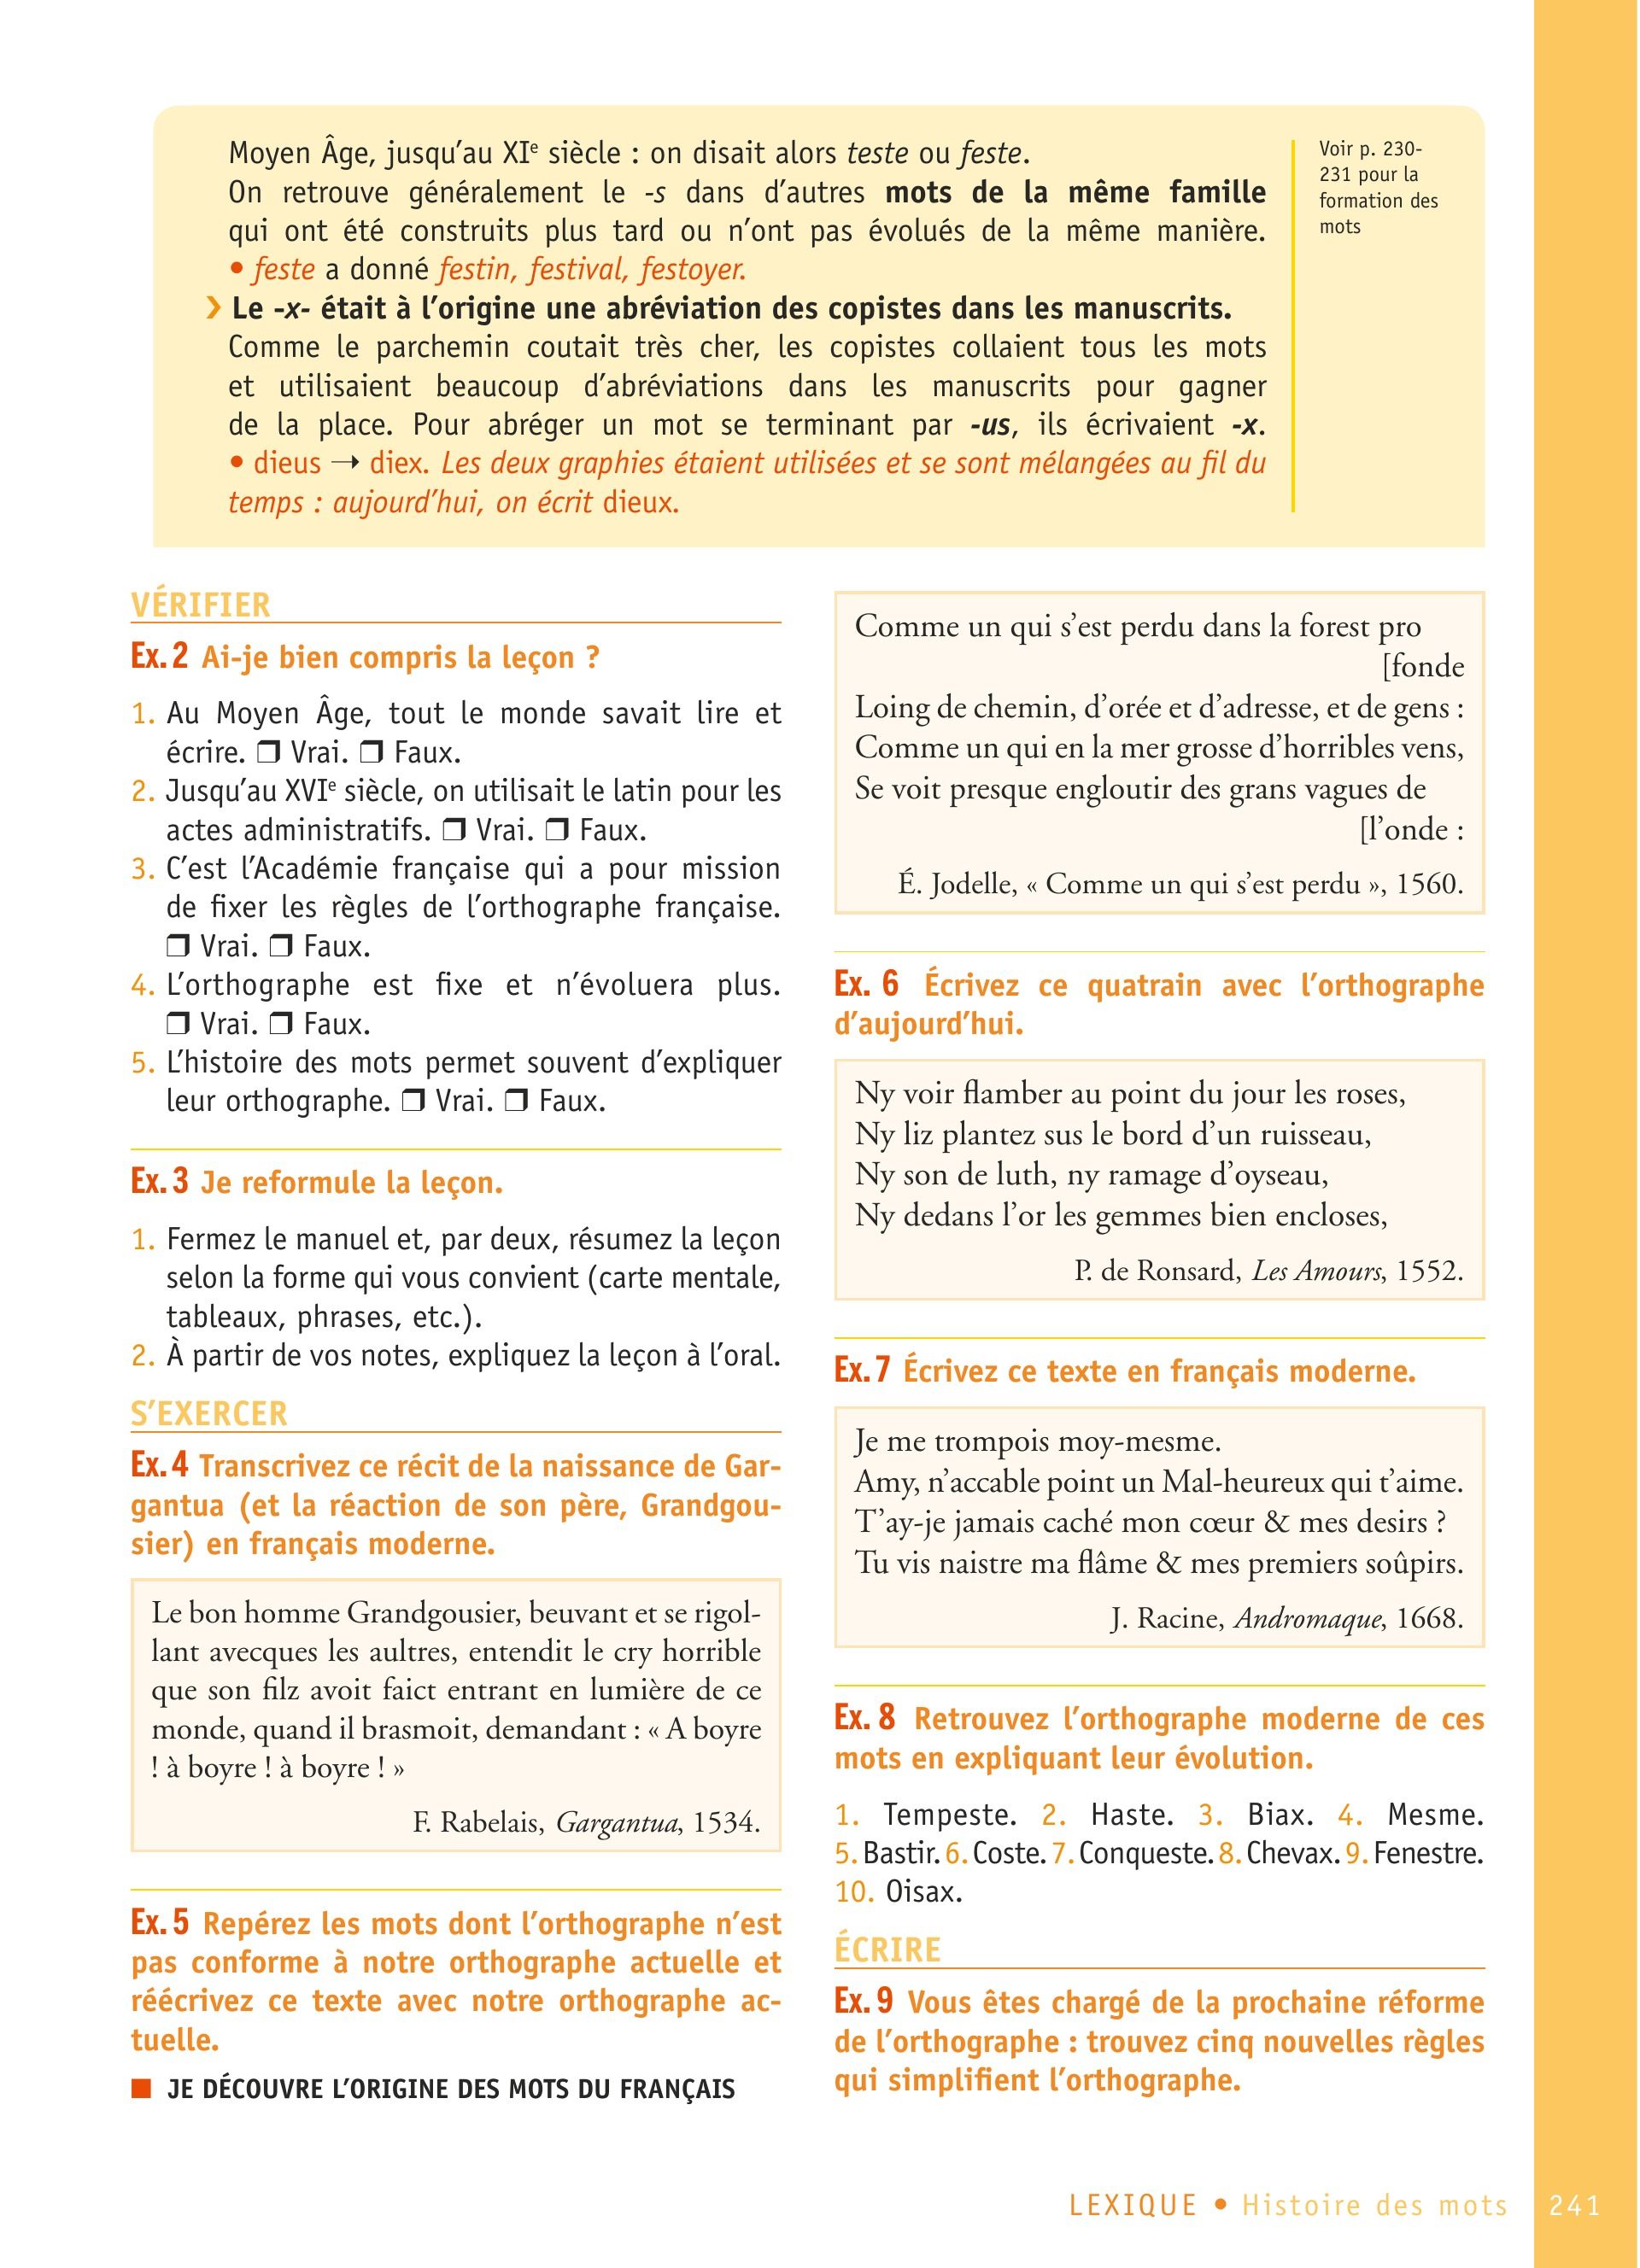 Moyen Âge, jusqu’au XIe siècle : on disait alors teste ou feste.
On retrouve généralement le -s dans d’autres mots de la même famille
qui ont été construits plus tard ou n’ont pas évolués de la même manière.
• feste a donné festin, festival, festoyer.
› Le -x- était à l’origine une abréviation des copistes dans les manuscrits.
Comme le parchemin coutait très cher, les copistes collaient tous les mots
et utilisaient beaucoup d’abréviations dans les manuscrits pour gagner
de la place. Pour abréger un mot se terminant par -us, ils écrivaient -x.
• dieus → diex. Les deux graphies étaient utilisées et se sont mélangées au fil du
temps : aujourd’hui, on écrit dieux.
Voir p. 230-
231 pour la
formation des
mots
VÉRIFIER
Ex. 2 Ai-je bien compris la leçon ?
1. Au Moyen Âge, tout le monde savait lire et
écrire. ❒ Vrai. ❒ Faux.
2. Jusqu’au XVIe siècle, on utilisait le latin pour les
actes administratifs. ❒ Vrai. ❒ Faux.
3. C’est l’Académie française qui a pour mission
de fixer les règles de l’orthographe française.
❒ Vrai. ❒ Faux.
4. L’orthographe est fixe et n’évoluera plus.
❒ Vrai. ❒ Faux.
5. L’histoire des mots permet souvent d’expliquer
leur orthographe. ❒ Vrai. ❒ Faux.
Ex. 3 Je reformule la leçon.
1. Fermez le manuel et, par deux, résumez la leçon
selon la forme qui vous convient (carte mentale,
tableaux, phrases, etc.).
2. À partir de vos notes, expliquez la leçon à l’oral.
S’EXERCER
Ex. 4 Transcrivez ce récit de la naissance de Gar-
gantua (et la réaction de son père, Grandgou-
sier) en français moderne.
Le bon homme Grandgousier, beuvant et se rigol-
lant avecques les aultres, entendit le cry horrible
que son filz avoit faict entrant en lumière de ce
monde, quand il brasmoit, demandant : « A boyre
! à boyre ! à boyre ! »
F. Rabelais, Gargantua, 1534.
Ex. 5 Repérez les mots dont l’orthographe n’est
pas conforme à notre orthographe actuelle et
réécrivez ce texte avec notre orthographe ac-
tuelle.
■ JE DÉCOUVRE L’ORIGINE DES MOTS DU FRANÇAIS
Comme un qui s’est perdu dans la forest pro
[fonde
Loing de chemin, d’orée et d’adresse, et de gens :
Comme un qui en la mer grosse d’horribles vens,
Se voit presque engloutir des grans vagues de
[l’onde :
É. Jodelle, « Comme un qui s’est perdu », 1560.
Ex. 6 Écrivez ce quatrain avec l’orthographe
d’aujourd’hui.
Ny voir flamber au point du jour les roses,
Ny liz plantez sus le bord d’un ruisseau,
Ny son de luth, ny ramage d’oyseau,
Ny dedans l’or les gemmes bien encloses,
P. de Ronsard, Les Amours, 1552.
Ex. 7 Écrivez ce texte en français moderne.
Je me trompois moy-mesme.
Amy, n’accable point un Mal-heureux qui t’aime.
T’ay-je jamais caché mon cœur & mes desirs ?
Tu vis naistre ma flâme & mes premiers soûpirs.
J. Racine, Andromaque, 1668.
Ex. 8 Retrouvez l’orthographe moderne de ces
mots en expliquant leur évolution.
1. Tempeste. 2. Haste. 3. Biax. 4. Mesme.
5. Bastir. 6. Coste. 7. Conqueste. 8. Chevax. 9. Fenestre.
10. Oisax.
ÉCRIRE
Ex. 9 Vous êtes chargé de la prochaine réforme
de l’orthographe : trouvez cinq nouvelles règles
qui simplifient l’orthographe.
LEXIQUE • Histoire des mots 241